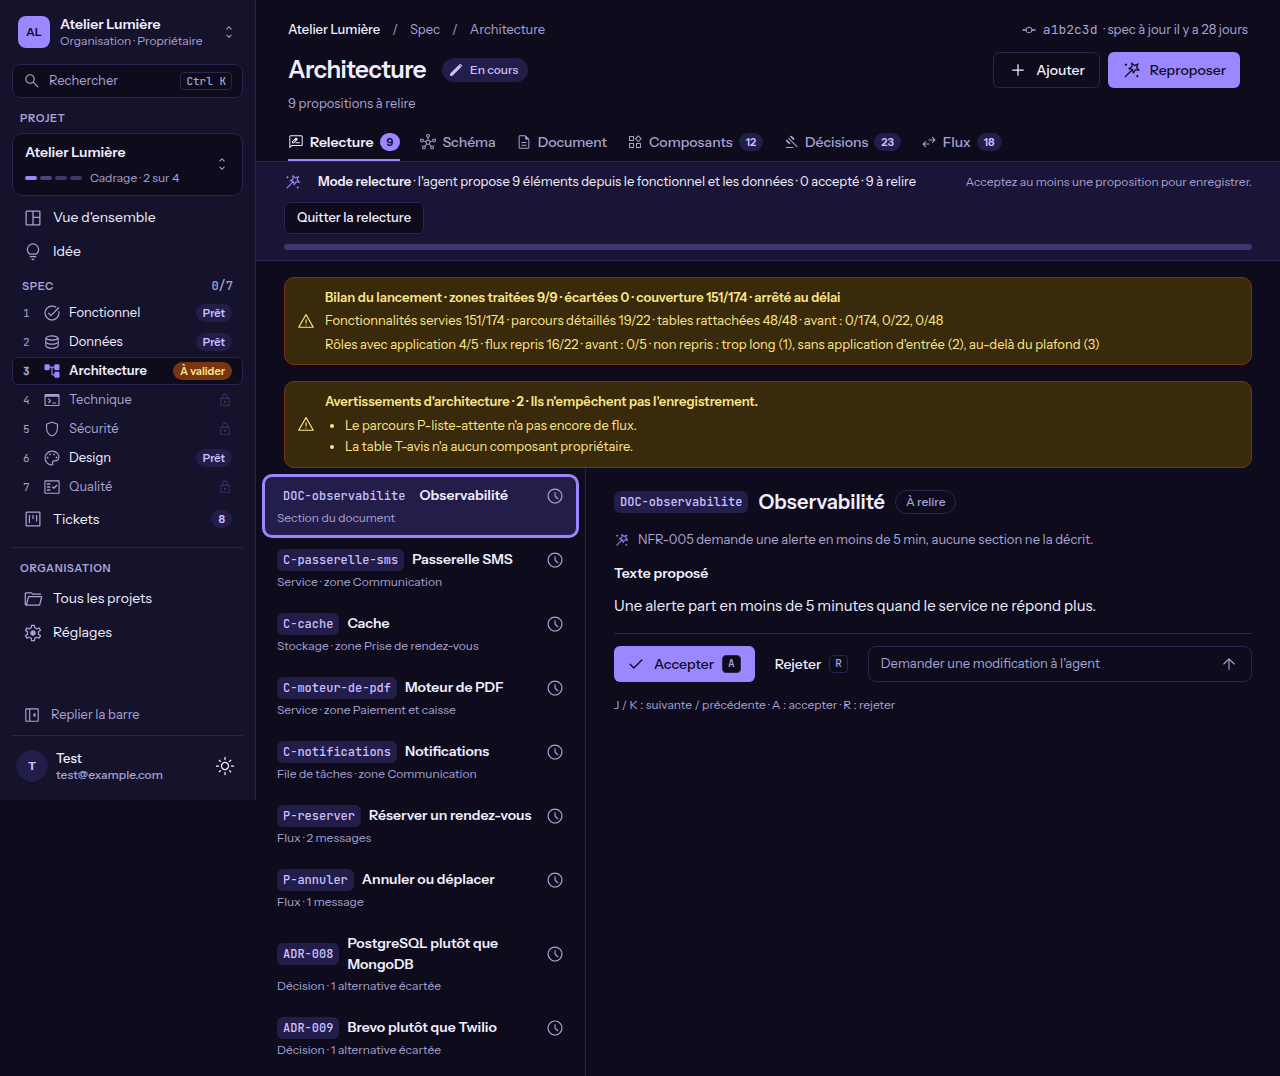 AL
Atelier Lumière
Organisation · Propriétaire
Rechercher
Ctrl K
PROJET
Atelier Lumière
Cadrage · 2 sur 4
Vue d'ensemble
Idée
SPEC 0/7
1 Fonctionnel Prêt
2 Données Prêt
3 Architecture À valider
4 Technique
5 Sécurité
6 Design Prêt
7 Qualité
Tickets 8
ORGANISATION
Tous les projets
Réglages
Replier la barre
T
Test
test@example.com
Atelier Lumière / Spec / Architecture
a1b2c3d · spec à jour il y a 28 jours
Architecture
En cours
Ajouter
Reproposer
9 propositions à relire
Relecture 9
Schéma
Document
Composants 12
Décisions 23
Flux 18
Mode relecture · l'agent propose 9 éléments depuis le fonctionnel et les données · 0 accepté · 9 à relire
Acceptez au moins une proposition pour enregistrer.
Quitter la relecture
Bilan du lancement · zones traitées 9/9 · écartées 0 · couverture 151/174 · arrêté au délai
Fonctionnalités servies 151/174 · parcours détaillés 19/22 · tables rattachées 48/48 · avant : 0/174, 0/22, 0/48
Rôles avec application 4/5 · flux repris 16/22 · avant : 0/5 · non repris : trop long (1), sans application d'entrée (2), au-delà du plafond (3)
Avertissements d'architecture · 2 · Ils n'empêchent pas l'enregistrement.
• Le parcours P-liste-attente n'a pas encore de flux.
• La table T-avis n'a aucun composant propriétaire.
DOC-observabilite Observabilité
Section du document
C-passerelle-sms Passerelle SMS
Service · zone Communication
C-cache Cache
Stockage · zone Prise de rendez-vous
C-moteur-de-pdf Moteur de PDF
Service · zone Paiement et caisse
C-notifications Notifications
File de tâches · zone Communication
P-reserver Réserver un rendez-vous
Flux · 2 messages
P-annuler Annuler ou déplacer
Flux · 1 message
ADR-008 PostgreSQL plutôt que
MongoDB
Décision · 1 alternative écartée
ADR-009 Brevo plutôt que Twilio
Décision · 1 alternative écartée
DOC-observabilite Observabilité À relire
NFR-005 demande une alerte en moins de 5 min, aucune section ne la décrit.
Texte proposé
Une alerte part en moins de 5 minutes quand le service ne répond plus.
Accepter A
Rejeter R
Demander une modification à l'agent
J / K : suivante / précédente · A : accepter · R : rejeter